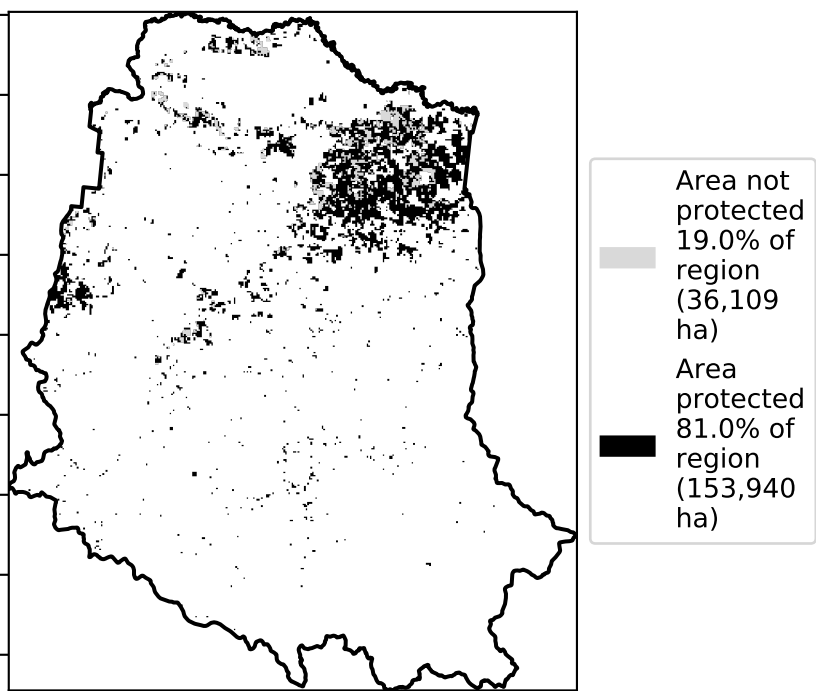 Area not
protected
19.0% of
region
(36,109
ha)
Area
protected
81.0% of
region
(153,940
ha)